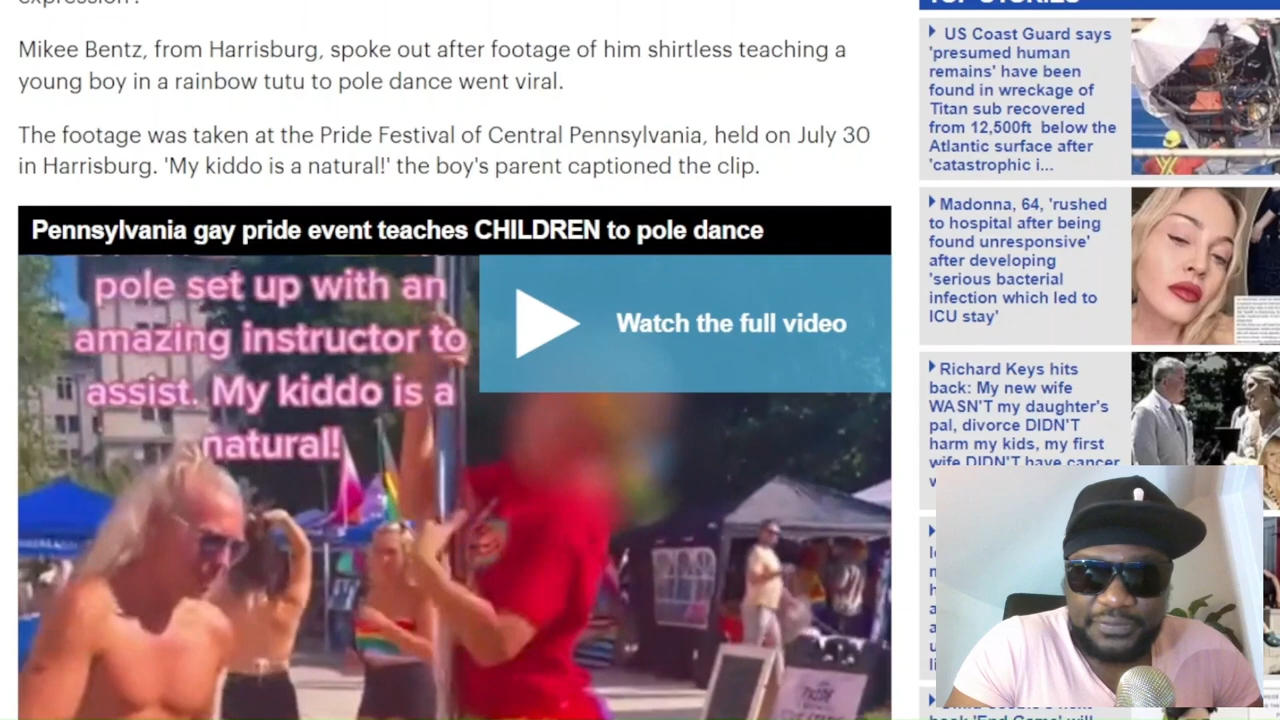 expression'.
Mikee Bentz, from Harrisburg, spoke out after footage of him shirtless teaching a
young boy in a rainbow tutu to pole dance went viral.
The footage was taken at the Pride Festival of Central Pennsylvania, held on July 30
in Harrisburg. 'My kiddo is a natural!' the boy's parent captioned the clip.
Pennsylvania gay pride event teaches CHILDREN to pole dance
pole set up with an
amazing instructor to
assist. My kiddo is a
natural!
Watch the full video
TOP STORIES
US Coast Guard says
'presumed human
remains' have been
found in wreckage of
Titan sub recovered
from 12,500ft below the
Atlantic surface after
'catastrophic i...
Madonna, 64, 'rushed
to hospital after being
found unresponsive'
after developing
'serious bacterial
infection which led to
ICU stay'
Richard Keys hits
back: My new wife
WASN'T my daughter's
pal, divorce DIDN'T
harm my kids, my first
wife DIDN'T have cancer